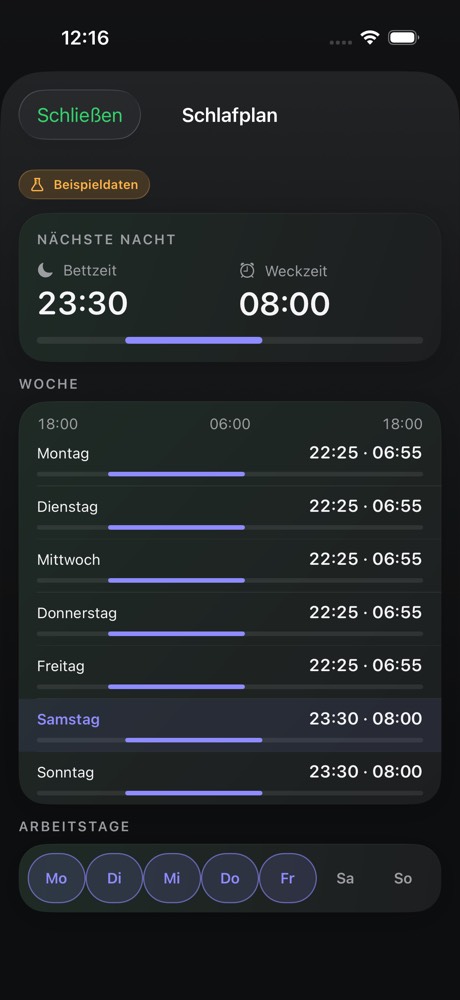 12:16
Schließen
Schlafplan
Beispieldaten
NÄCHSTE NACHT
Bettzeit
Weckzeit
23:30
08:00
WOCHE
18:00 06:00 18:00
Montag 22:25 · 06:55
Dienstag 22:25 · 06:55
Mittwoch 22:25 · 06:55
Donnerstag 22:25 · 06:55
Freitag 22:25 · 06:55
Samstag 23:30 · 08:00
Sonntag 23:30 · 08:00
ARBEITSTAGE
Mo Di Mi Do Fr Sa So